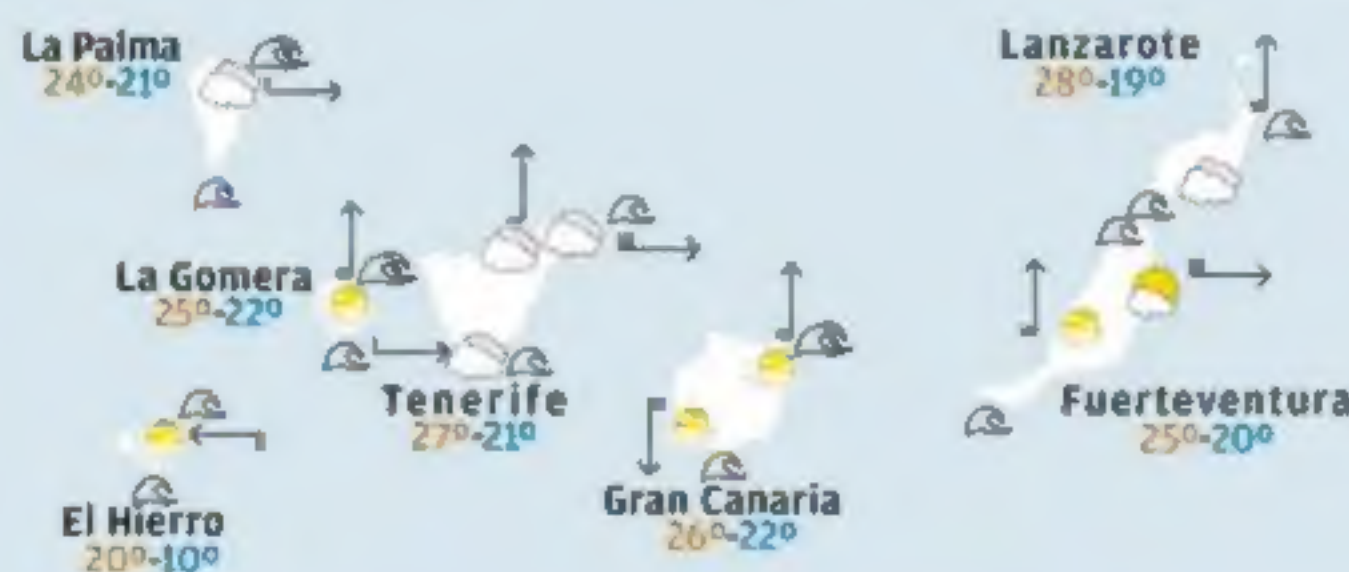 La Palma
24º-21º
Lanzarote
28º-19º
La Gomera
25º-22º
Tenerife
27º-21º
Fuerteventura
25º-20º
Gran Canaria
26º-22º
El Hierro
20º-10º